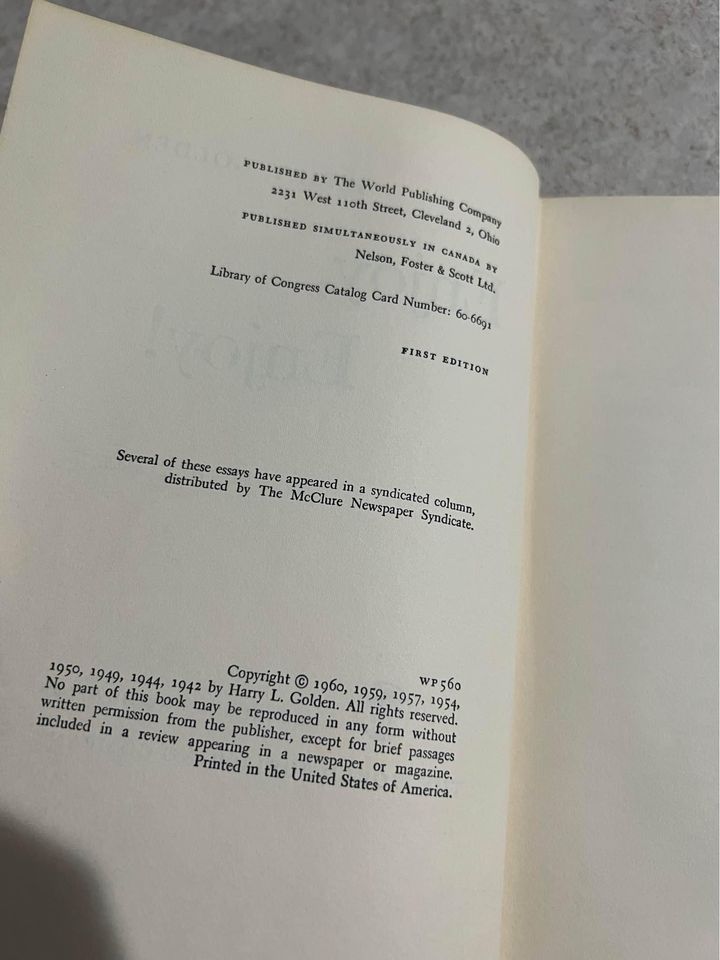 PUBLISHED BY The World Publishing Company
2231 West 110th Street, Cleveland 2, Ohio
PUBLISHED SIMULTANEOUSLY IN CANADA BY
Nelson, Foster & Scott Ltd.
Library of Congress Catalog Card Number: 60-6691
FIRST EDITION
Several of these essays have appeared in a syndicated column,
distributed by The McClure Newspaper Syndicate.
WP560
Copyright © 1960, 1959, 1957, 1954,
1950, 1949, 1944, 1942 by Harry L. Golden. All rights reserved.
No part of this book may be reproduced in any form without
written permission from the publisher, except for brief passages
included in a review appearing in a newspaper or magazine.
Printed in the United States of America.